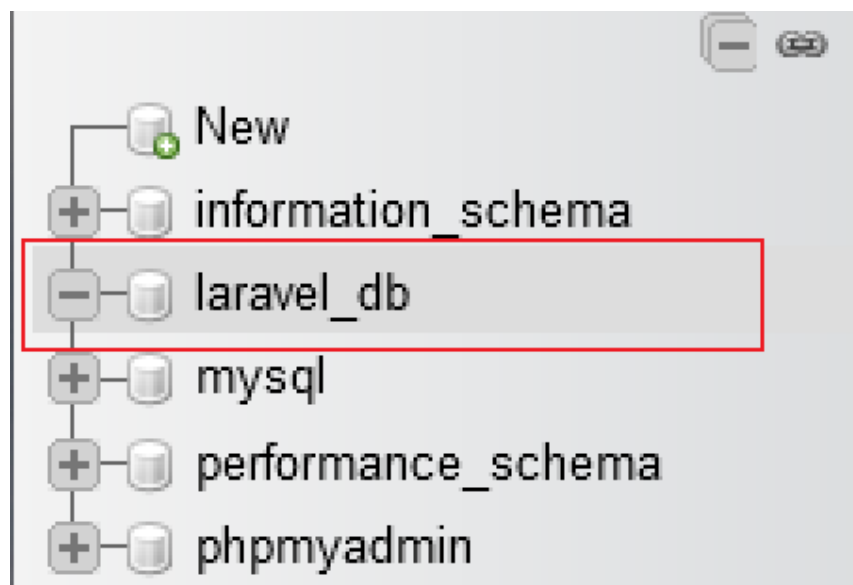 New
information_schema
laravel_db
mysql
performance_schema
phpmyadmin